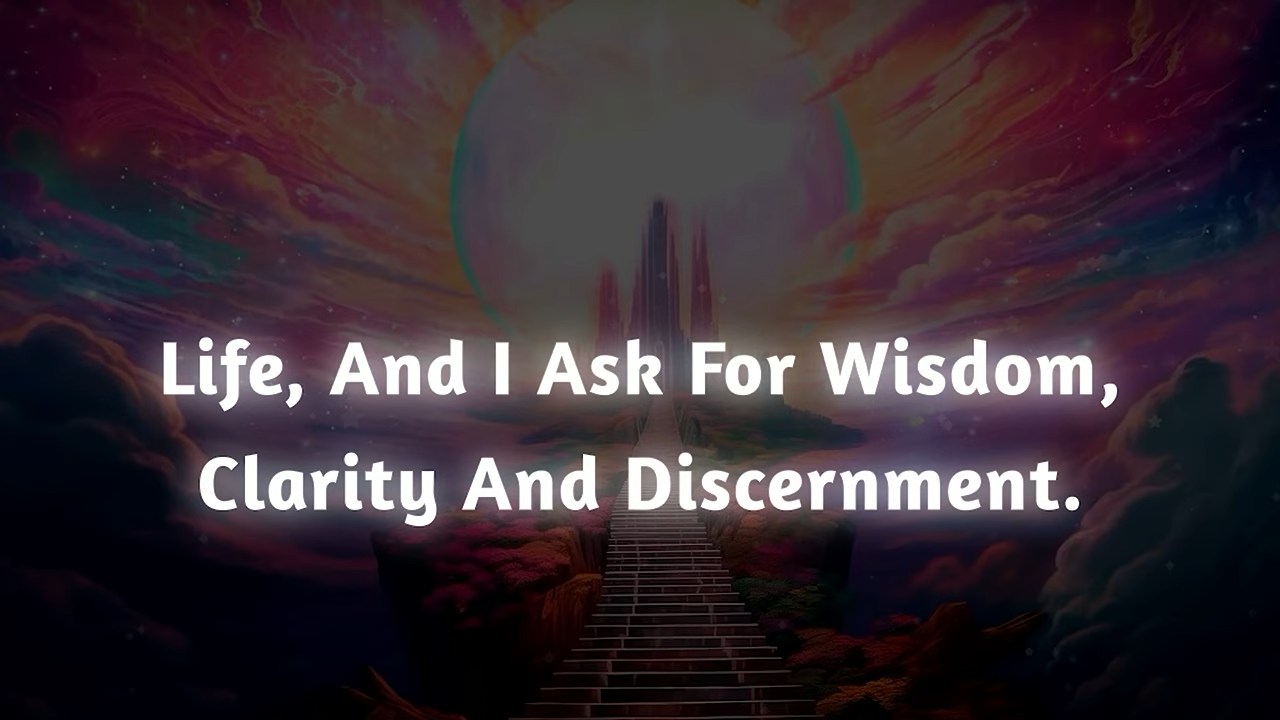 Life, And I Ask For Wisdom,
Clarity And Discernment.